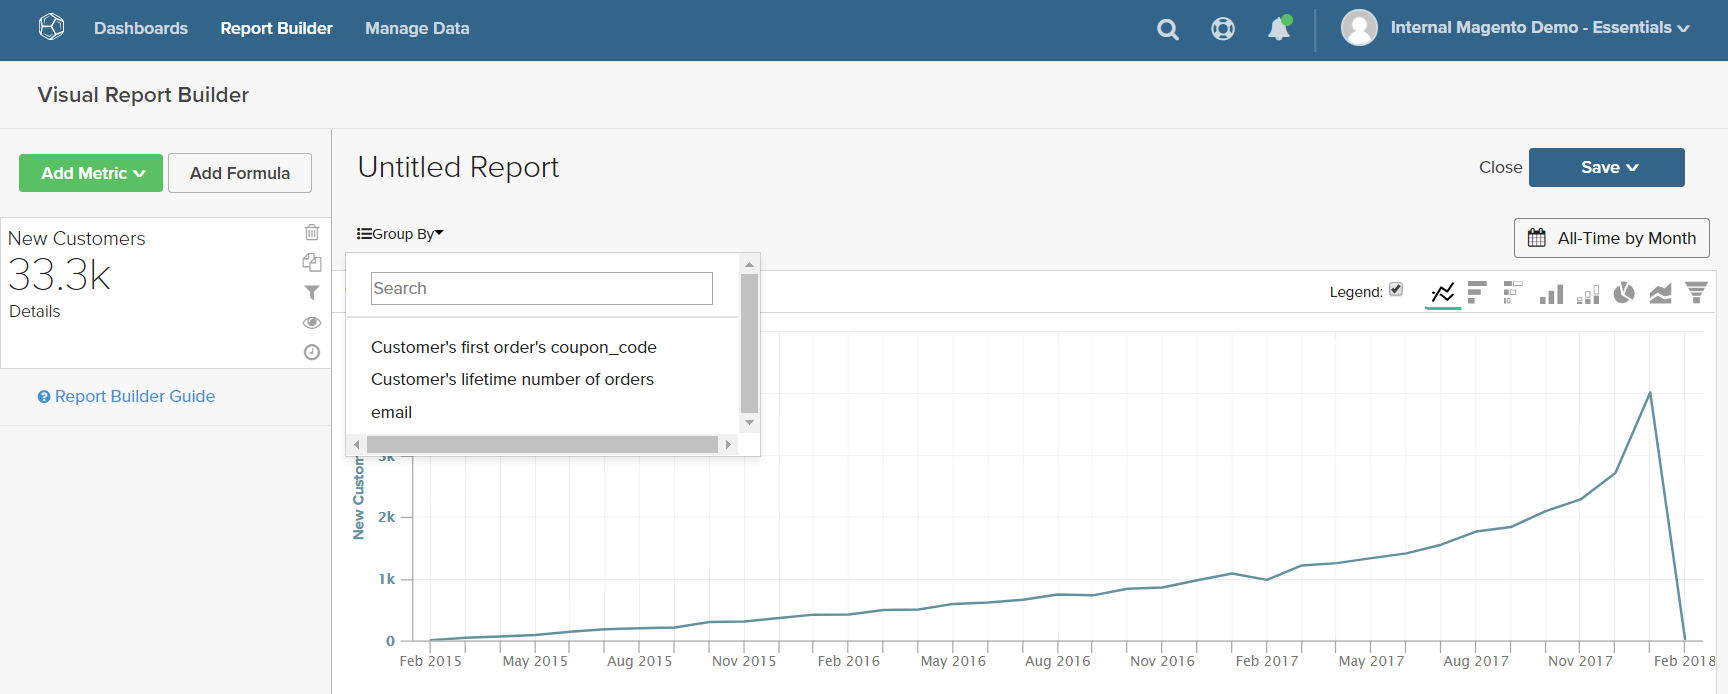 Dashboards Report Builder Manage Data Internal Magento Demo - Essentials
Visual Report Builder
Add Metric Add Formula
Untitled Report
Close Save
New Customers
33.3k
Details
Group By
All-Time by Month
Search
Legend:
Customer's first order's coupon_code
Customer's lifetime number of orders
email
Report Builder Guide
2k
1k
0
Feb 2015 May 2015 Aug 2015 Nov 2015 Feb 2016 May 2016 Aug 2016 Nov 2016 Feb 2017 May 2017 Aug 2017 Nov 2017 Feb 2018
New Custom